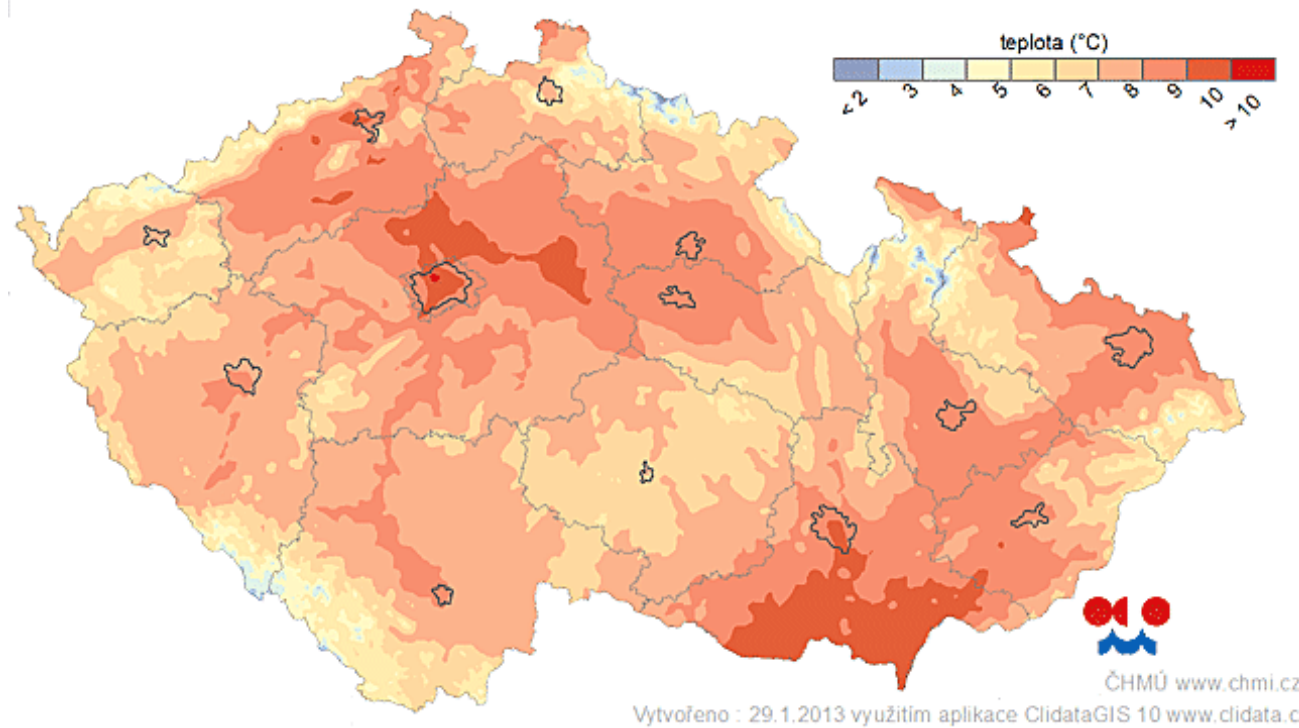 teplota (°C)
< 2 3 4 5 6 7 8 9 10 > 10
ČHMÚ www.chmi.cz
Vytvořeno : 29.1.2013 využitím aplikace ClidataGIS 10 www.clidata.c